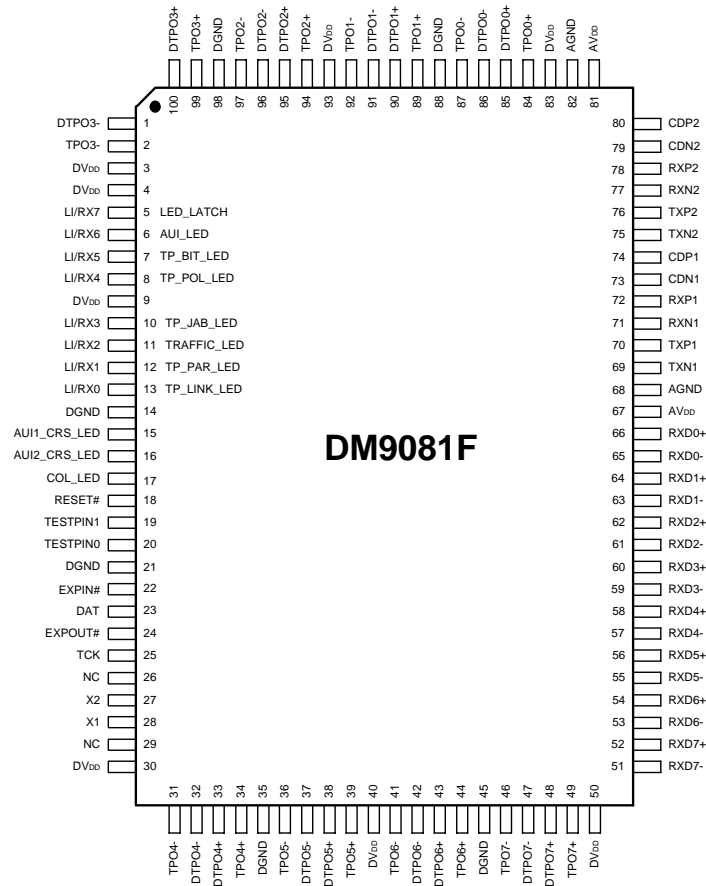 DTPO3+ TPO3+ DGND TPO2- DTPO2- DTPO2+ TPO2+ DVDD TPO1- DTPO1- DTPO1+ TPO1+ DGND TPO0- DTPO0- DTPO0+ TPO0+ DVDD AGND AVDD
100 99 98 97 96 95 94 93 92 91 90 89 88 87 86 85 84 83 82 81
DTPO3- 1 80 CDP2
TPO3- 2 79 CDN2
DVDD 3 78 RXP2
DVDD 4 77 RXN2
LI/RX7 5 LED_LATCH 76 TXP2
LI/RX6 6 AUI_LED 75 TXN2
LI/RX5 7 TP_BIT_LED 74 CDP1
LI/RX4 8 TP_POL_LED 73 CDN1
DVDD 9 72 RXP1
LI/RX3 10 TP_JAB_LED 71 RXN1
LI/RX2 11 TRAFFIC_LED 70 TXP1
LI/RX1 12 TP_PAR_LED 69 TXN1
LI/RX0 13 TP_LINK_LED 68 AGND
DGND 14 67 AVDD
AUI1_CRS_LED 15 66 RXD0+
DM9081F
AUI2_CRS_LED 16 65 RXD0-
COL_LED 17 64 RXD1+
RESET# 18 63 RXD1-
TESTPIN1 19 62 RXD2+
TESTPIN0 20 61 RXD2-
DGND 21 60 RXD3+
EXPIN# 22 59 RXD3-
DAT 23 58 RXD4+
EXPOUT# 24 57 RXD4-
TCK 25 56 RXD5+
NC 26 55 RXD5-
X2 27 54 RXD6+
X1 28 53 RXD6-
NC 29 52 RXD7+
DVDD 30 51 RXD7-
31 32 33 34 35 36 37 38 39 40 41 42 43 44 45 46 47 48 49 50
TPO4- DTPO4- DTPO4+ TPO4+ DGND TPO5- DTPO5- DTPO5+ TPO5+ DVDD TPO6- DTPO6- DTPO6+ TPO6+ DGND TPO7- DTPO7- DTPO7+ TPO7+ DVDD